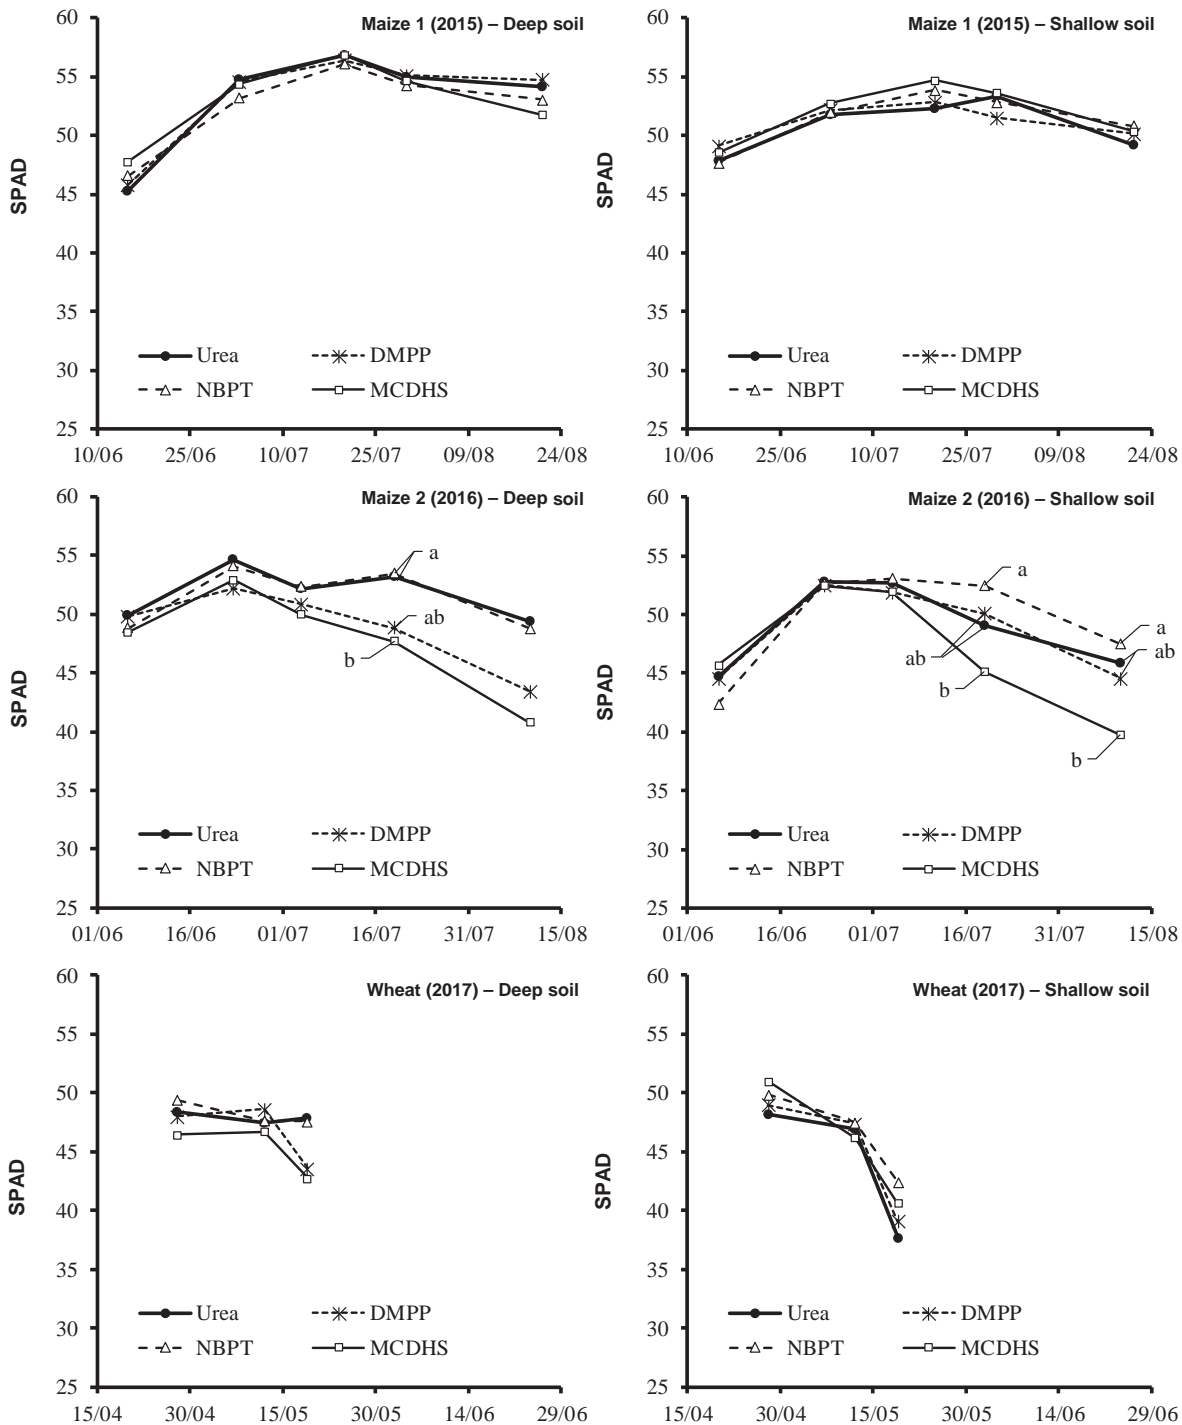 Maize 1 (2015) – Deep soil
60
55
50
45
40
35
30
25
SPAD
Urea
DMPP
NBPT
MCDHS
10/06 25/06 10/07 25/07 09/08 24/08
Maize 1 (2015) – Shallow soil
60
55
50
45
40
35
30
25
SPAD
Urea
DMPP
NBPT
MCDHS
10/06 25/06 10/07 25/07 09/08 24/08
Maize 2 (2016) – Deep soil
60
55
50
45
40
35
30
25
SPAD
a
ab
b
Urea
DMPP
NBPT
MCDHS
01/06 16/06 01/07 16/07 31/07 15/08
Maize 2 (2016) – Shallow soil
60
55
50
45
40
35
30
25
SPAD
a
a
ab
ab
b
b
Urea
DMPP
NBPT
MCDHS
01/06 16/06 01/07 16/07 31/07 15/08
Wheat (2017) – Deep soil
60
55
50
45
40
35
30
25
SPAD
Urea
DMPP
NBPT
MCDHS
15/04 30/04 15/05 30/05 14/06 29/06
Wheat (2017) – Shallow soil
60
55
50
45
40
35
30
25
SPAD
Urea
DMPP
NBPT
MCDHS
15/04 30/04 15/05 30/05 14/06 29/06